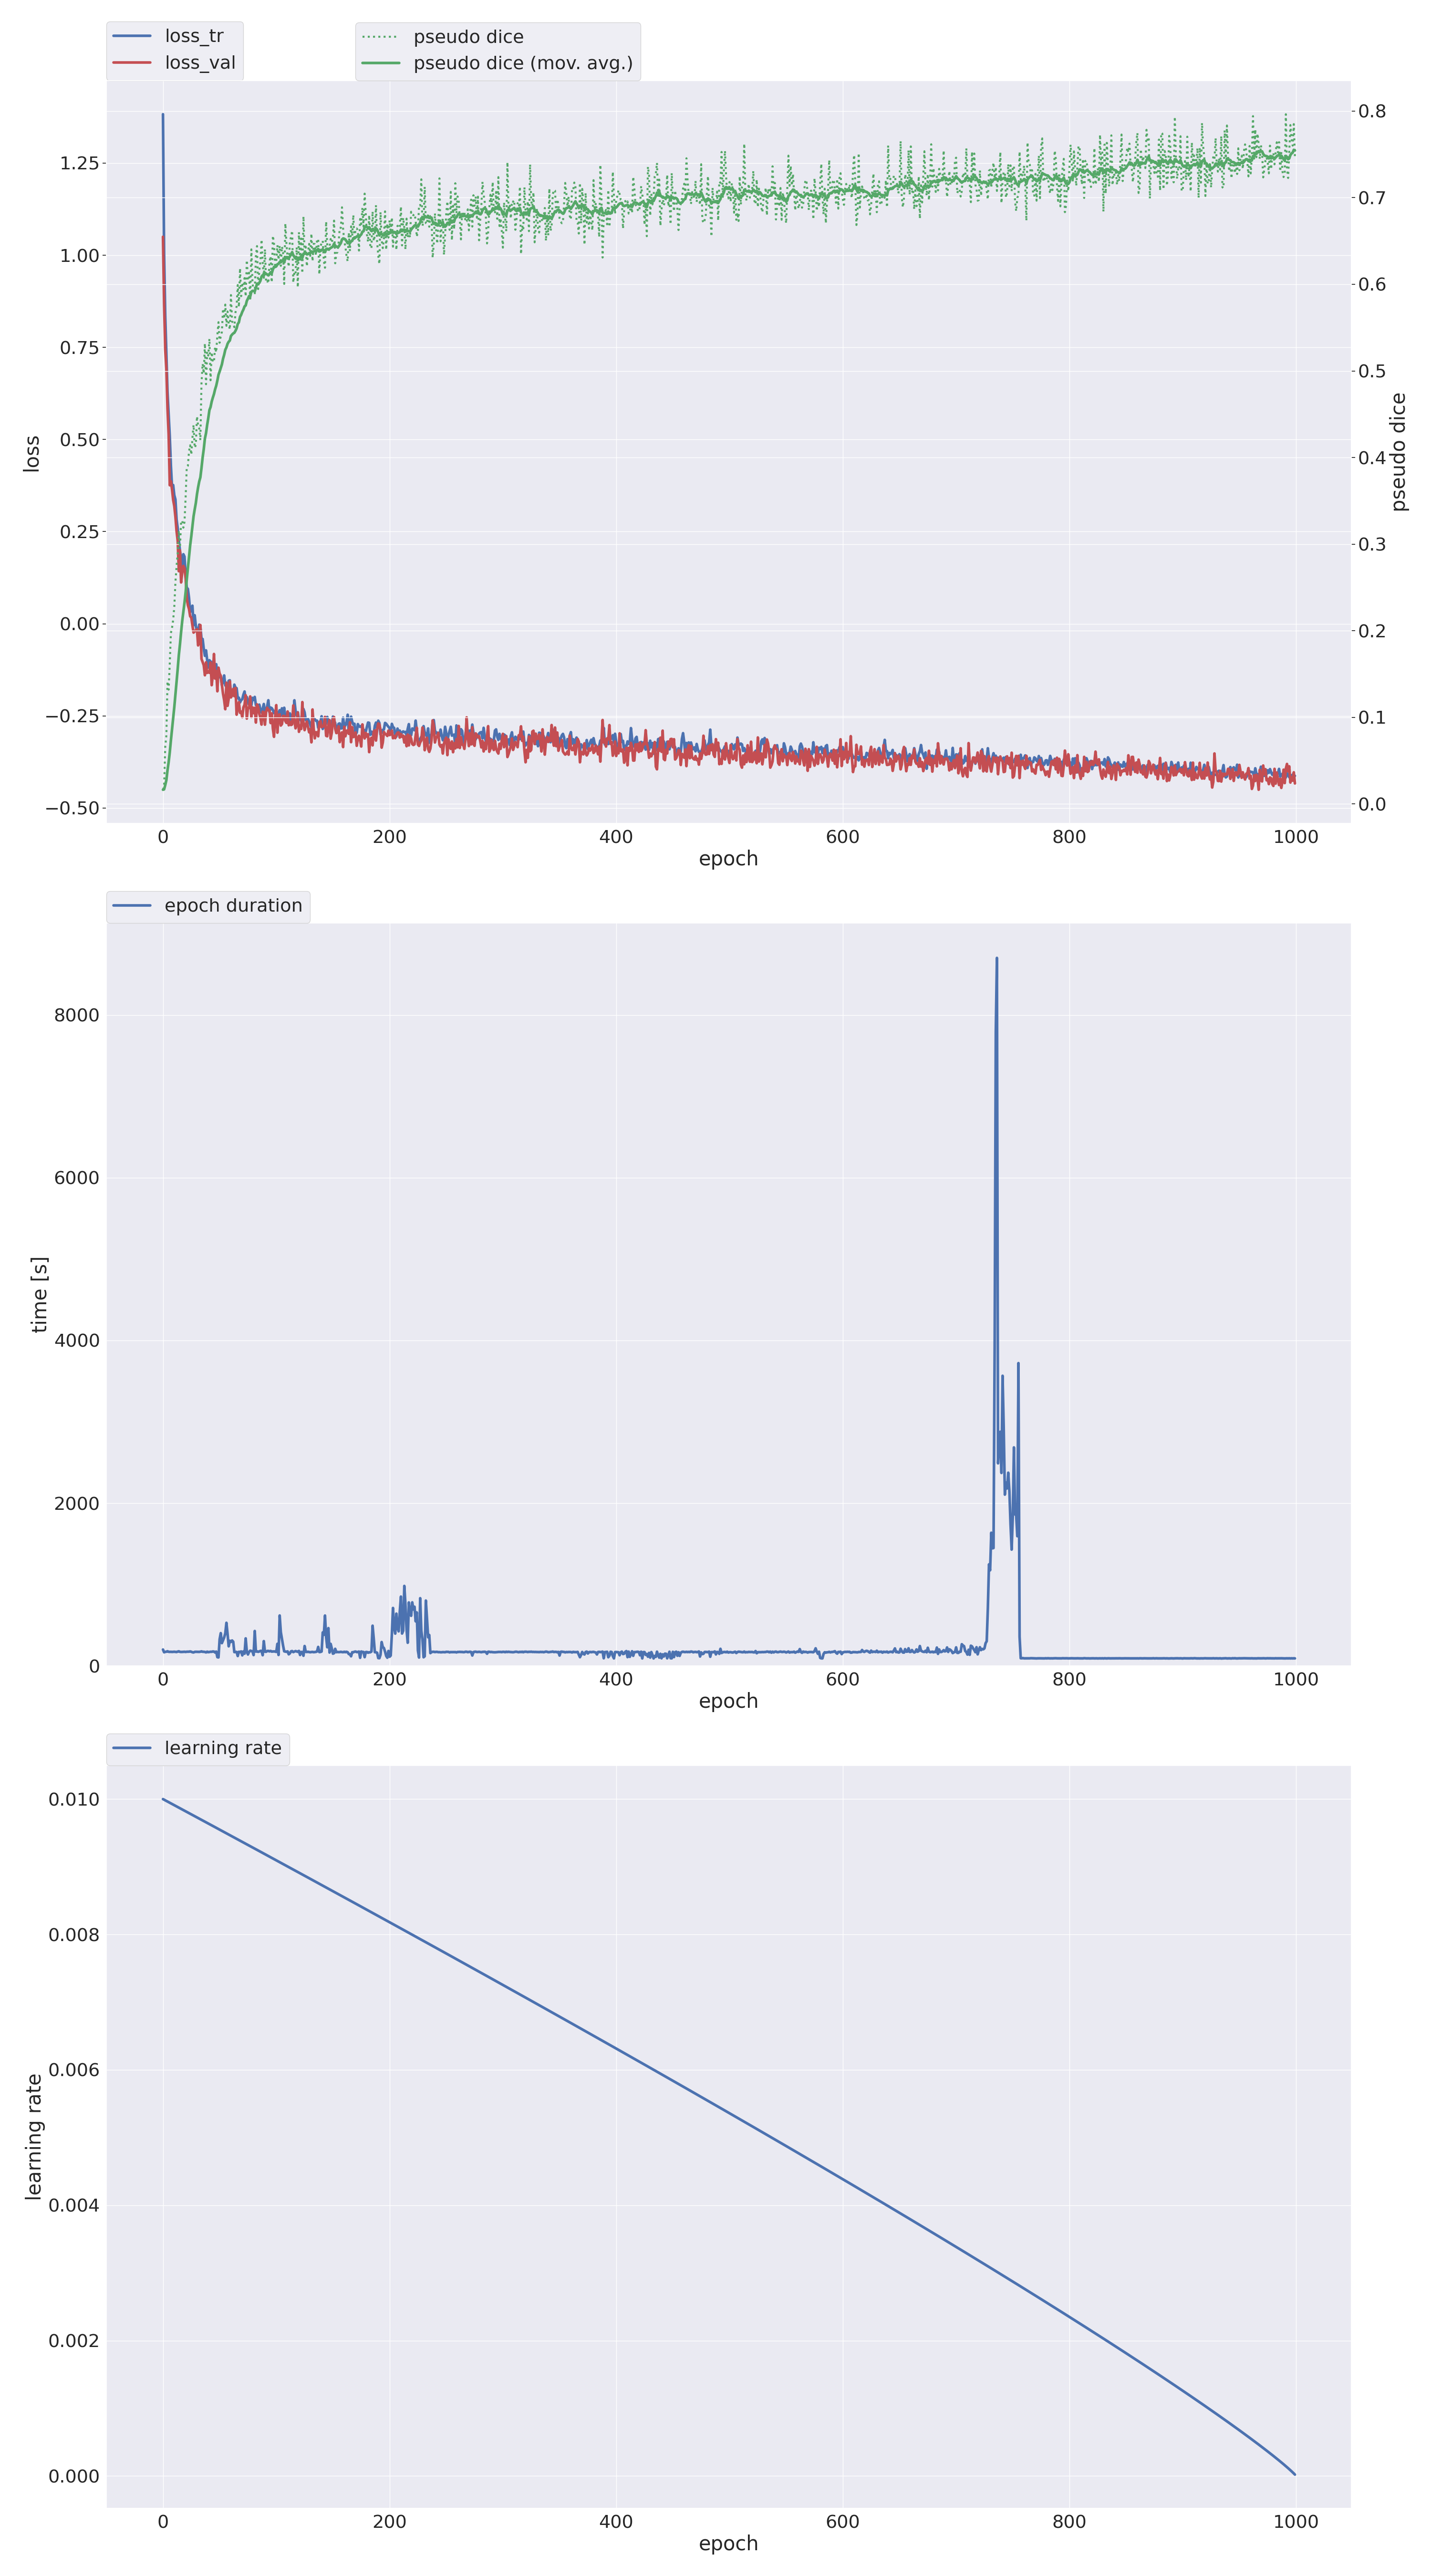 loss_tr
loss_val
pseudo dice
pseudo dice (mov. avg.)
1.25
1.00
0.75
0.50
0.25
0.00
−0.25
−0.50
loss
0.8
0.7
0.6
0.5
0.4
0.3
0.2
0.1
0.0
pseudo dice
0 200 400 600 800 1000
epoch
epoch duration
8000
6000
4000
2000
0
time [s]
0 200 400 600 800 1000
epoch
learning rate
0.010
0.008
0.006
0.004
0.002
0.000
learning rate
0 200 400 600 800 1000
epoch